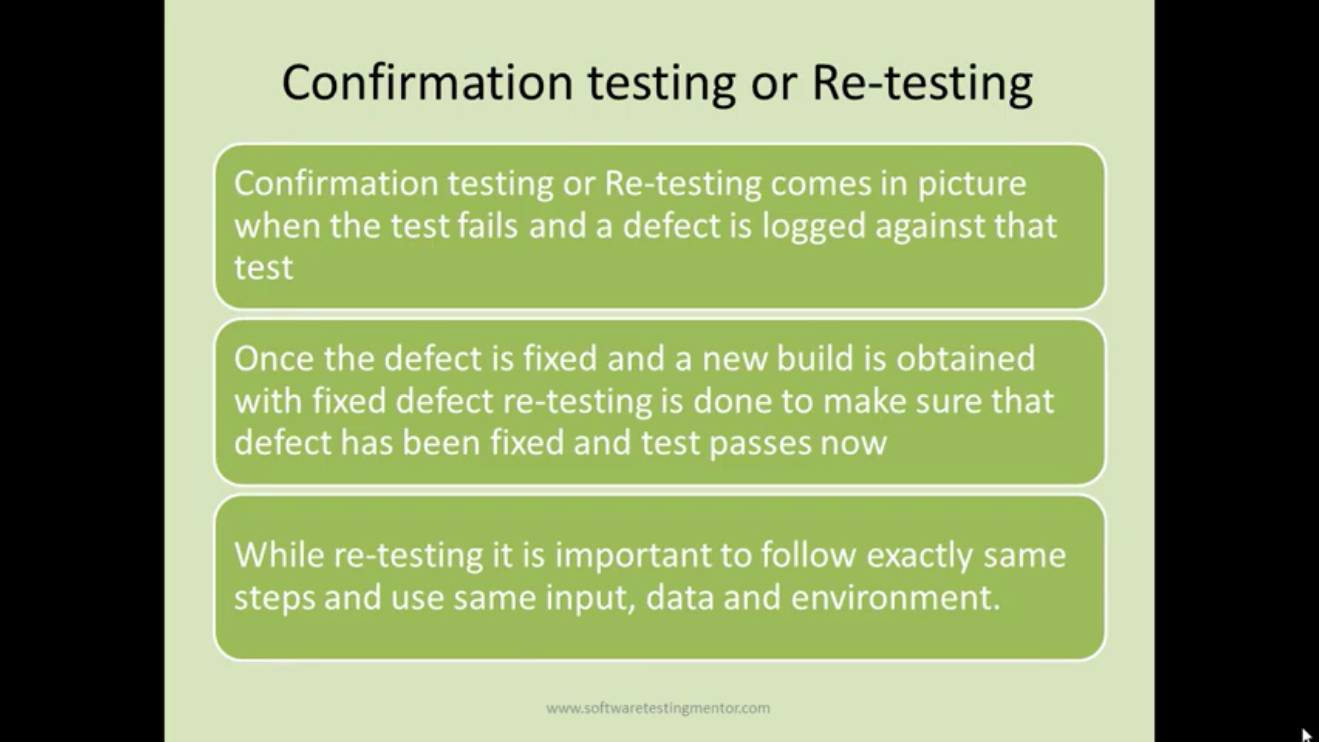 Confirmation testing or Re-testing
Confirmation testing or Re-testing comes in picture
when the test fails and a defect is logged against that
test
Once the defect is fixed and a new build is obtained
with fixed defect re-testing is done to make sure that
defect has been fixed and test passes now
While re-testing it is important to follow exactly same
steps and use same input, data and environment.
www.softwaretestingmentor.com